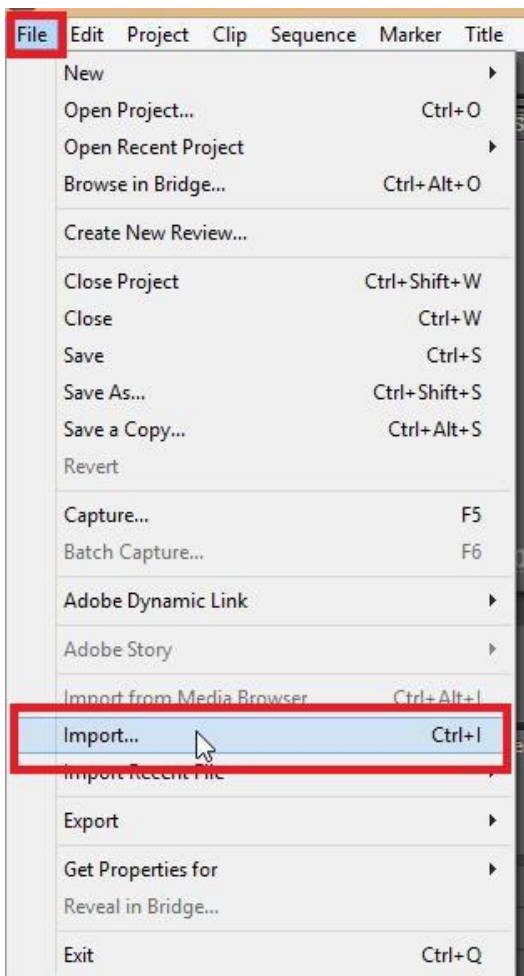 File Edit Project Clip Sequence Marker Title
New
Open Project... Ctrl+O
Open Recent Project
Browse in Bridge... Ctrl+Alt+O
Create New Review...
Close Project Ctrl+Shift+W
Close Ctrl+W
Save Ctrl+S
Save As... Ctrl+Shift+S
Save a Copy... Ctrl+Alt+S
Revert
Capture... F5
Batch Capture... F6
Adobe Dynamic Link
Adobe Story
Import from Media Browser Ctrl+Alt+I
Import... Ctrl+I
Import Recent File
Export
Get Properties for
Reveal in Bridge...
Exit Ctrl+Q